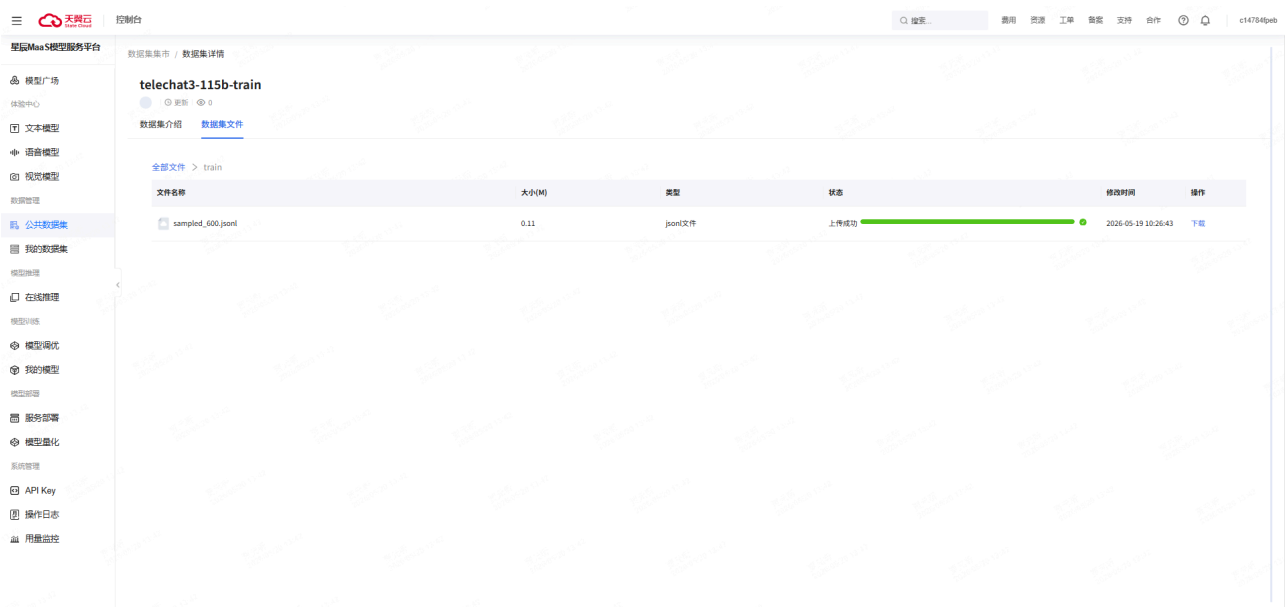 天翼云
State Cloud
控制台
搜索...
费用 资源 工单 备案 支持 合作
c14784fpeb
星辰MaaS模型服务平台
模型广场
体验中心
文本模型
语音模型
视觉模型
数据管理
公共数据集
我的数据集
模型推理
在线推理
模型训练
模型调优
我的模型
模型部署
服务部署
模型量化
系统管理
API Key
操作日志
用量监控
数据集集市 / 数据集详情
telechat3-115b-train
更新 0
数据集介绍 数据集文件
全部文件 > train
文件名称 大小(M) 类型 状态 修改时间 操作
sampled_600.jsonl 0.11 jsonl文件 上传成功 2026-05-19 10:26:43 下载